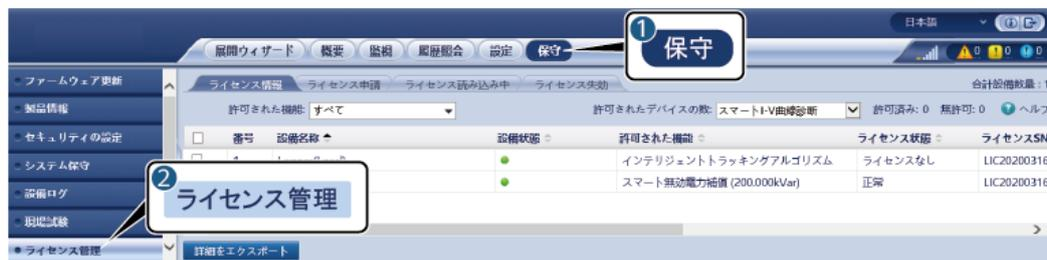 日本語
展開ウィザード 概要 監視 履歴照会 設定 保守
1 保守
0 0 0
ファームウェア更新
ライセンス情報 ライセンス申請 ライセンス読み込み中 ライセンス失効
合計設備数量: 1
製品情報
許可された機能: すべて 許可されたデバイスの数: スマートI-V曲線診断 許可済み: 0 無許可: 0 ヘルプ
セキュリティの設定
番号 設備名称 設備状態 許可された機能 ライセンス状態 ライセンスSN
システム保守
インテリジェントトラッキングアルゴリズム ライセンスなし LIC20200316
設備ログ
スマート無効電力補償 (200.000kVar) 正常 LIC20200316
2 ライセンス管理
現場試験
ライセンス管理
詳細をエクスポート